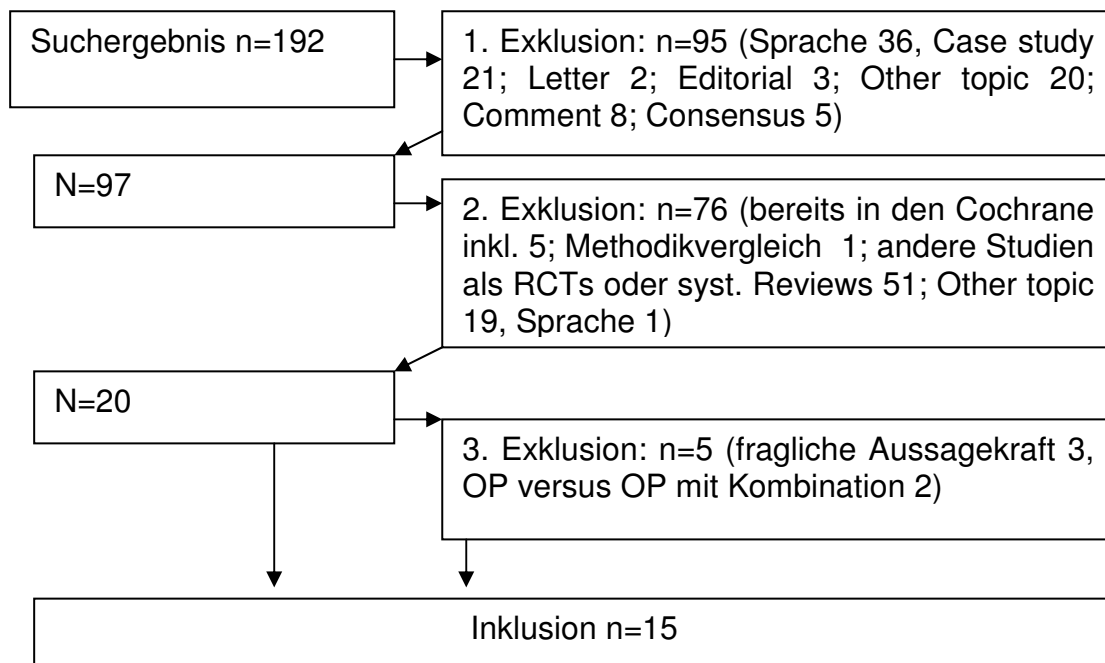 Suchergebnis n=192
1. Exklusion: n=95 (Sprache 36, Case study
21; Letter 2; Editorial 3; Other topic 20;
Comment 8; Consensus 5)
N=97
2. Exklusion: n=76 (bereits in den Cochrane
inkl. 5; Methodikvergleich 1; andere Studien
als RCTs oder syst. Reviews 51; Other topic
19, Sprache 1)
N=20
3. Exklusion: n=5 (fragliche Aussagekraft 3,
OP versus OP mit Kombination 2)
Inklusion n=15